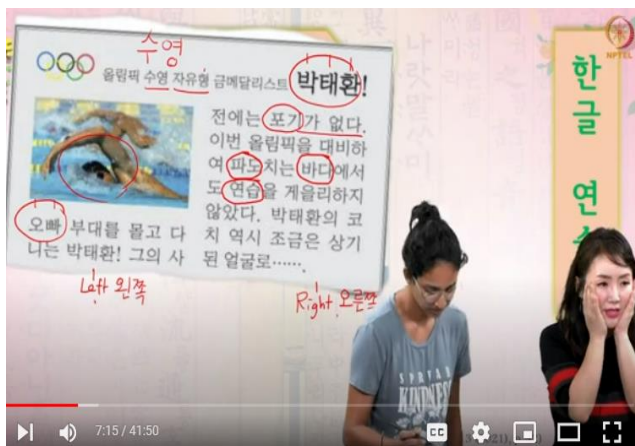 수영
올림픽 수영 자유형 금메달리스트 박태환!
오빠 부대를 몰고 다
니는 박태환! 그의 사
전에는 포기가 없다.
이번 올림픽을 대비하
여 파도치는 바다에서
도 연습을 게을리하지
않았다. 박태환의 코
치 역시 조금은 상기
된 얼굴로……
Left 왼쪽
Right 오른쪽
한글 연습
NPTEL
SPREAD
KINDNESS
7:15 / 41:50
CC